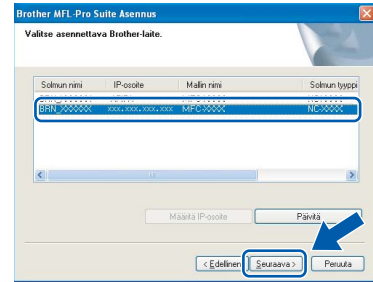 Brother MFL-Pro Suite Asennus
Valitse asennettava Brother-laite.
Solmun nimi IP-osoite Mallin nimi Solmun tyyppi
BRN_XXXXXX xxx.xxx.xxx.xxx MFC-XXXX NC-XXXX
Määritä IP-osoite Päivitä
< Edellinen Seuraava > Peruuta